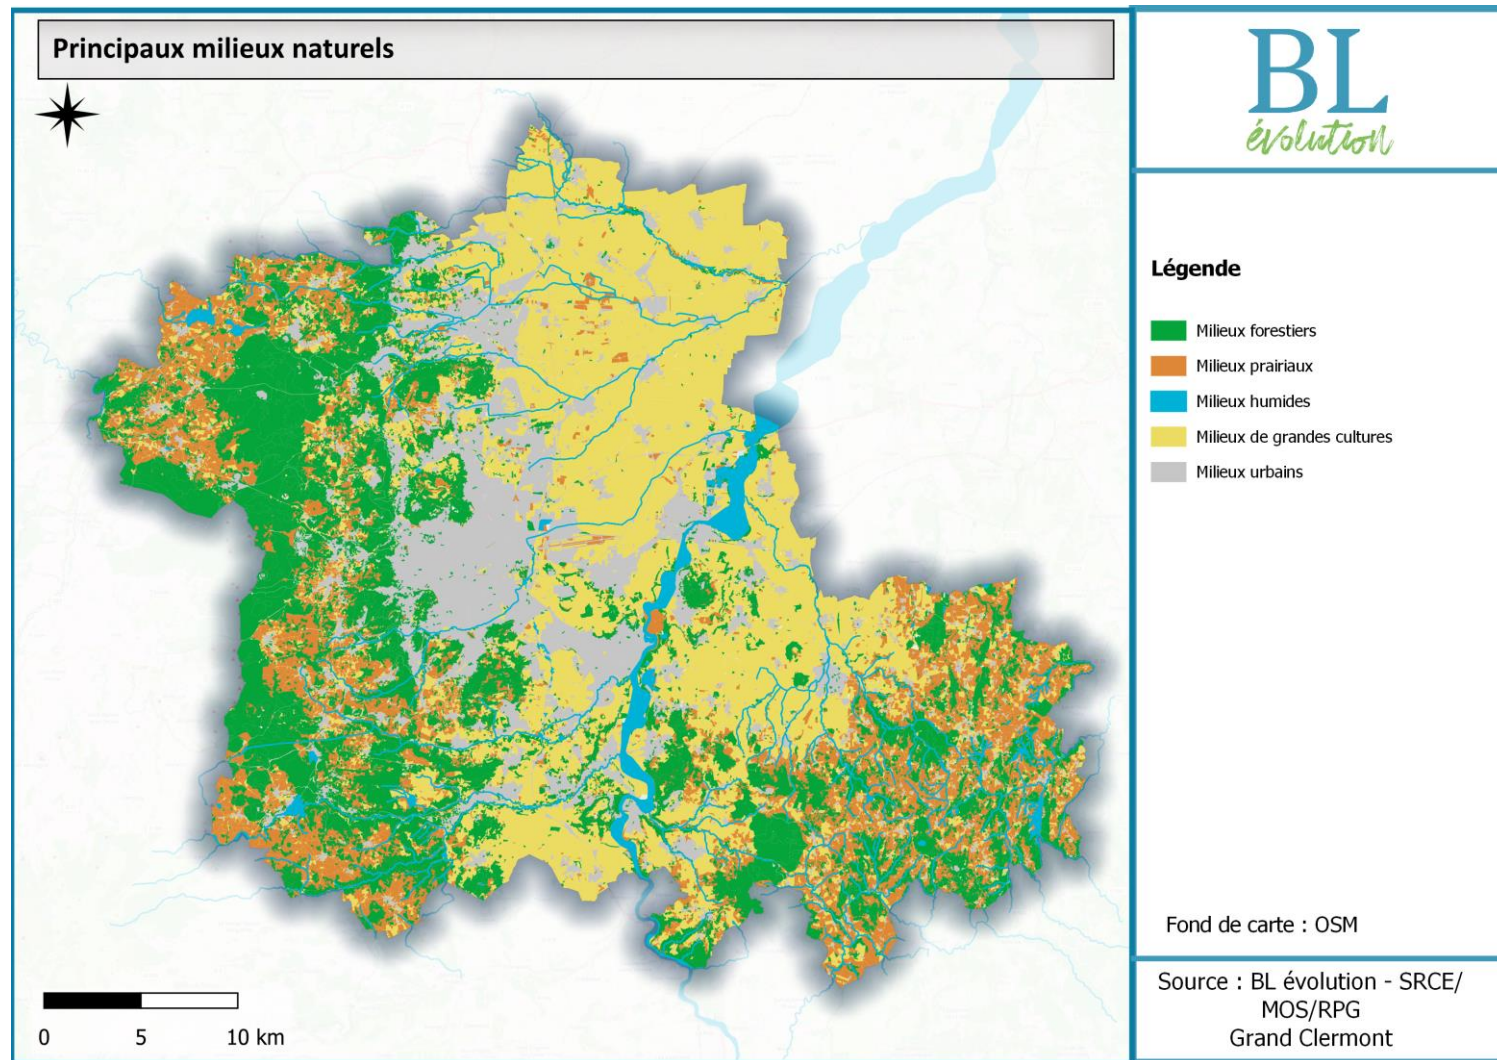 Principaux milieux naturels
BL
évolution
Légende
Milieux forestiers
Milieux prairiaux
Milieux humides
Milieux de grandes cultures
Milieux urbains
Fond de carte : OSM
Source : BL évolution - SRCE/
MOS/RPG
Grand Clermont
0 5 10 km